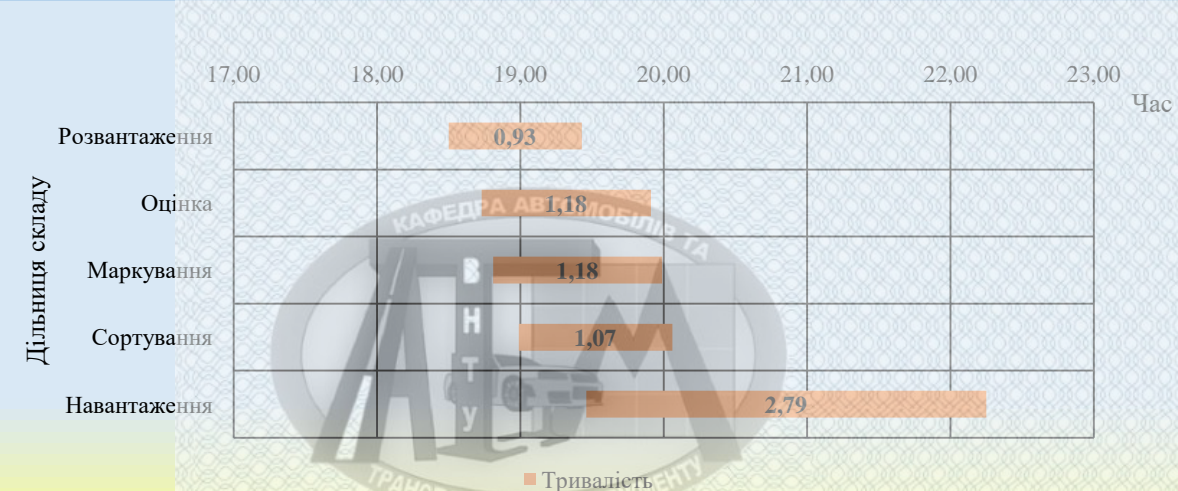 17,00 18,00 19,00 20,00 21,00 22,00 23,00
Час
Дільниця складу
Розвантаження
0,93
Оцінка
1,18
КАФЕДРА АВТОМОБІЛІВ ТА
Маркування
1,18
В
Н
Т
У
Сортування
1,07
Навантаження
2,79
Тривалість